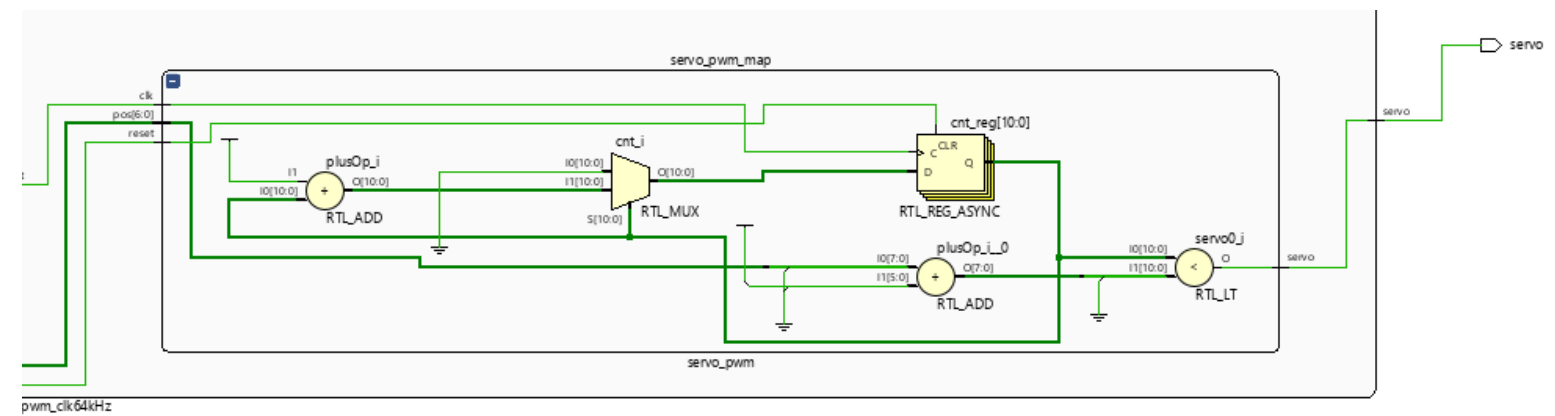 servo_pwm_map
servo
clk
pos[6:0]
reset
servo
cnt_reg[10:0]
CLR
C
Q
D
RTL_REG_ASYNC
plusOp_i
I1
I0[10:0]
+
O[10:0]
RTL_ADD
cnt_i
I0[10:0]
I1[10:0]
O[10:0]
S[10:0]
RTL_MUX
plusOp_i__0
I0[7:0]
I1[5:0]
+
O[7:0]
RTL_ADD
servo0_i
I0[10:0]
I1[10:0]
<
O
RTL_LT
servo
servo_pwm
pwm_clk64kHz